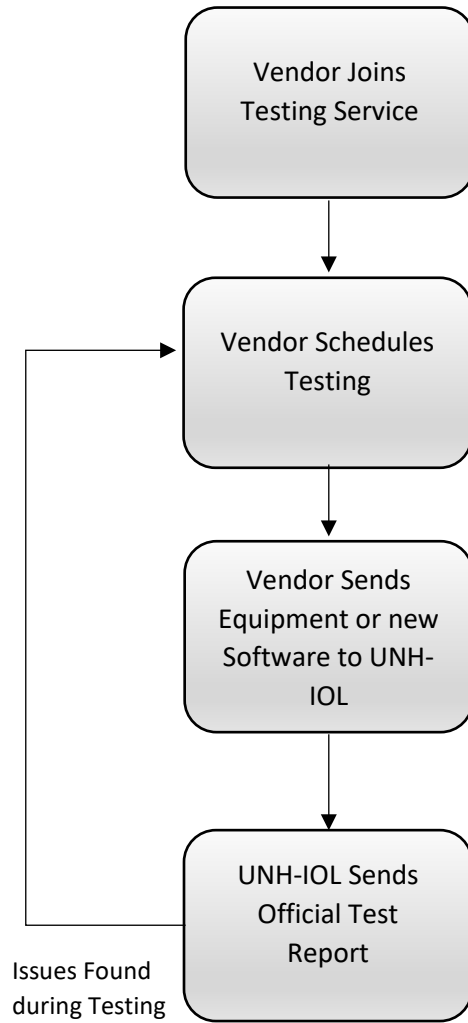 Vendor Joins
Testing Service
Vendor Schedules
Testing
Vendor Sends
Equipment or new
Software to UNH-
IOL
UNH-IOL Sends
Official Test
Report
Issues Found
during Testing